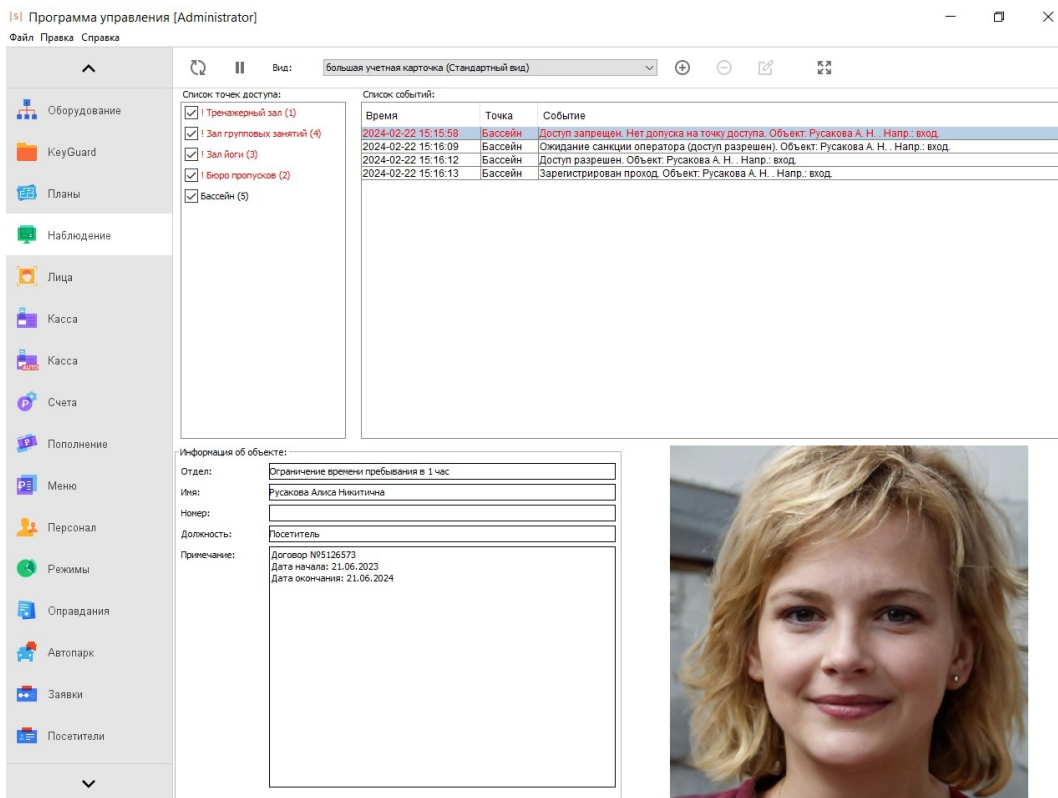 |s| Программа управления [Administrator]
Файл Правка Справка
Вид: большая учетная карточка (Стандартный вид)
Оборудование
KeyGuard
Планы
Наблюдение
Лица
Касса
AUTO
Касса
Счета
Пополнение
Меню
Персонал
Режимы
Оправдания
Автопарк
Заявки
Посетители
Список точек доступа:
! Тренажерный зал (1)
! Зал групповых занятий (4)
! Зал йоги (3)
! Бюро пропусков (2)
Бассейн (5)
Список событий:
Время Точка Событие
2024-02-22 15:15:58 Бассейн Доступ запрещен. Нет допуска на точку доступа. Объект: Русакова А. Н. . Напр.: вход.
2024-02-22 15:16:09 Бассейн Ожидание санкции оператора (доступ разрешен). Объект: Русакова А. Н. . Напр.: вход.
2024-02-22 15:16:12 Бассейн Доступ разрешен. Объект: Русакова А. Н. . Напр.: вход.
2024-02-22 15:16:13 Бассейн Зарегистрирован проход. Объект: Русакова А. Н. . Напр.: вход.
Информация об объекте:
Отдел: Ограничение времени пребывания в 1 час
Имя: Русакова Алиса Никитична
Номер:
Должность: Посетитель
Примечание: Договор №5126573
Дата начала: 21.06.2023
Дата окончания: 21.06.2024